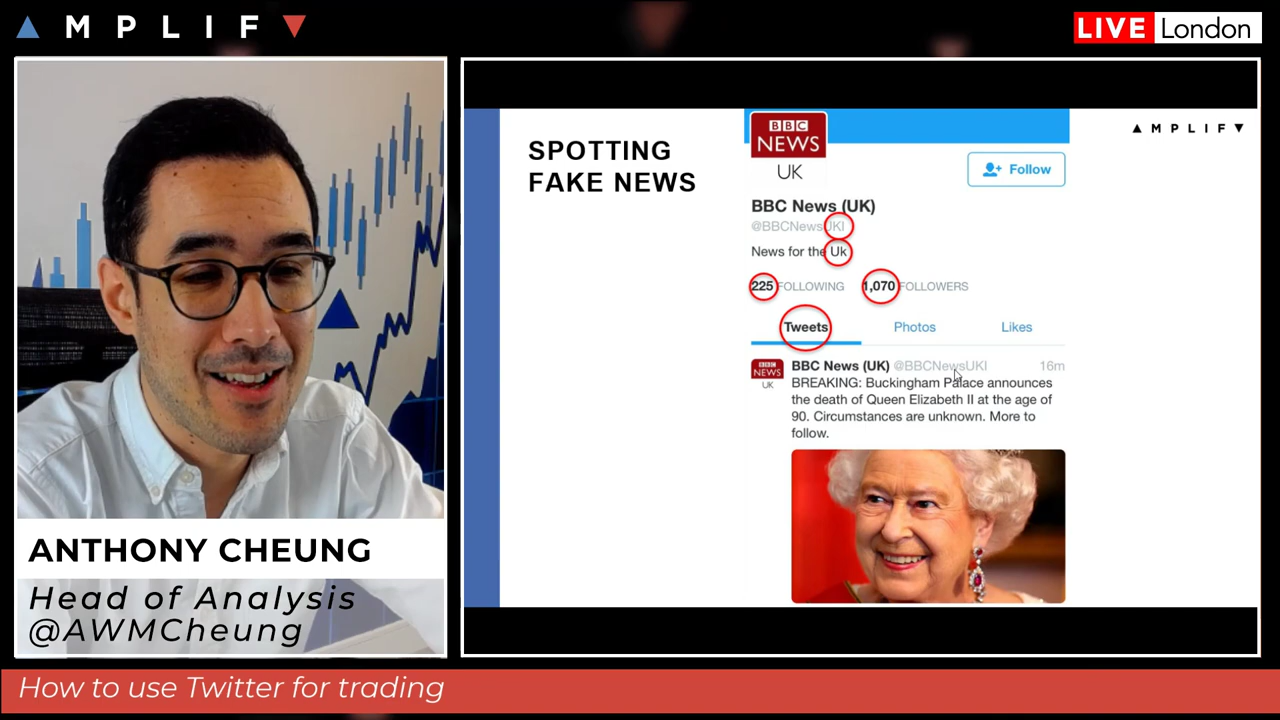 AMPLIFY
LIVE London
SPOTTING
FAKE NEWS
AMPLIFY
BBC
NEWS
UK
Follow
BBC News (UK)
@BBCNewsUKI
News for the Uk
225 FOLLOWING 1,070 FOLLOWERS
Tweets Photos Likes
BBC
NEWS
UK
BBC News (UK) @BBCNewsUKI 16m
BREAKING: Buckingham Palace announces
the death of Queen Elizabeth II at the age of
90. Circumstances are unknown. More to
follow.
ANTHONY CHEUNG
Head of Analysis
@AWMCheung
How to use Twitter for trading